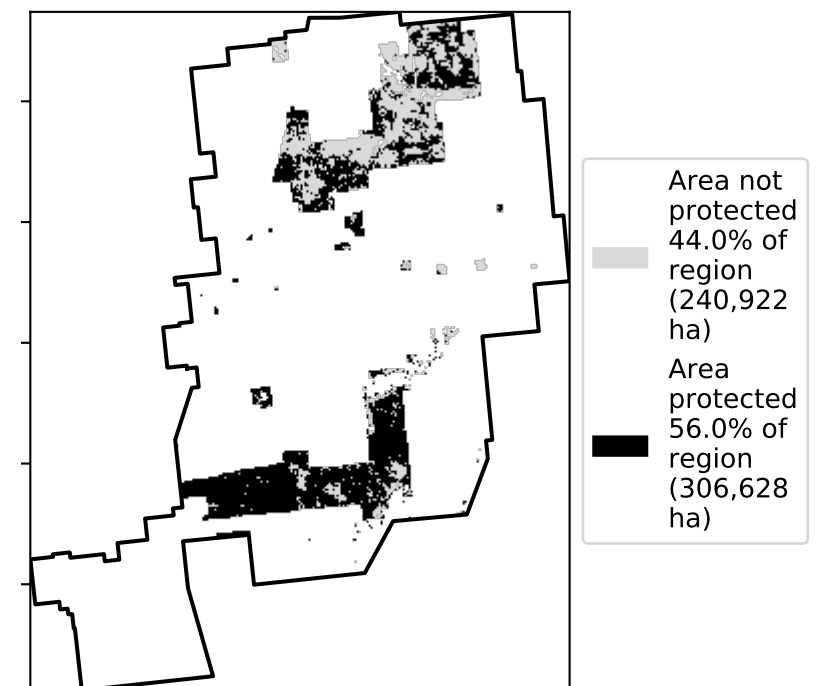 Area not
protected
44.0% of
region
(240,922
ha)
Area
protected
56.0% of
region
(306,628
ha)